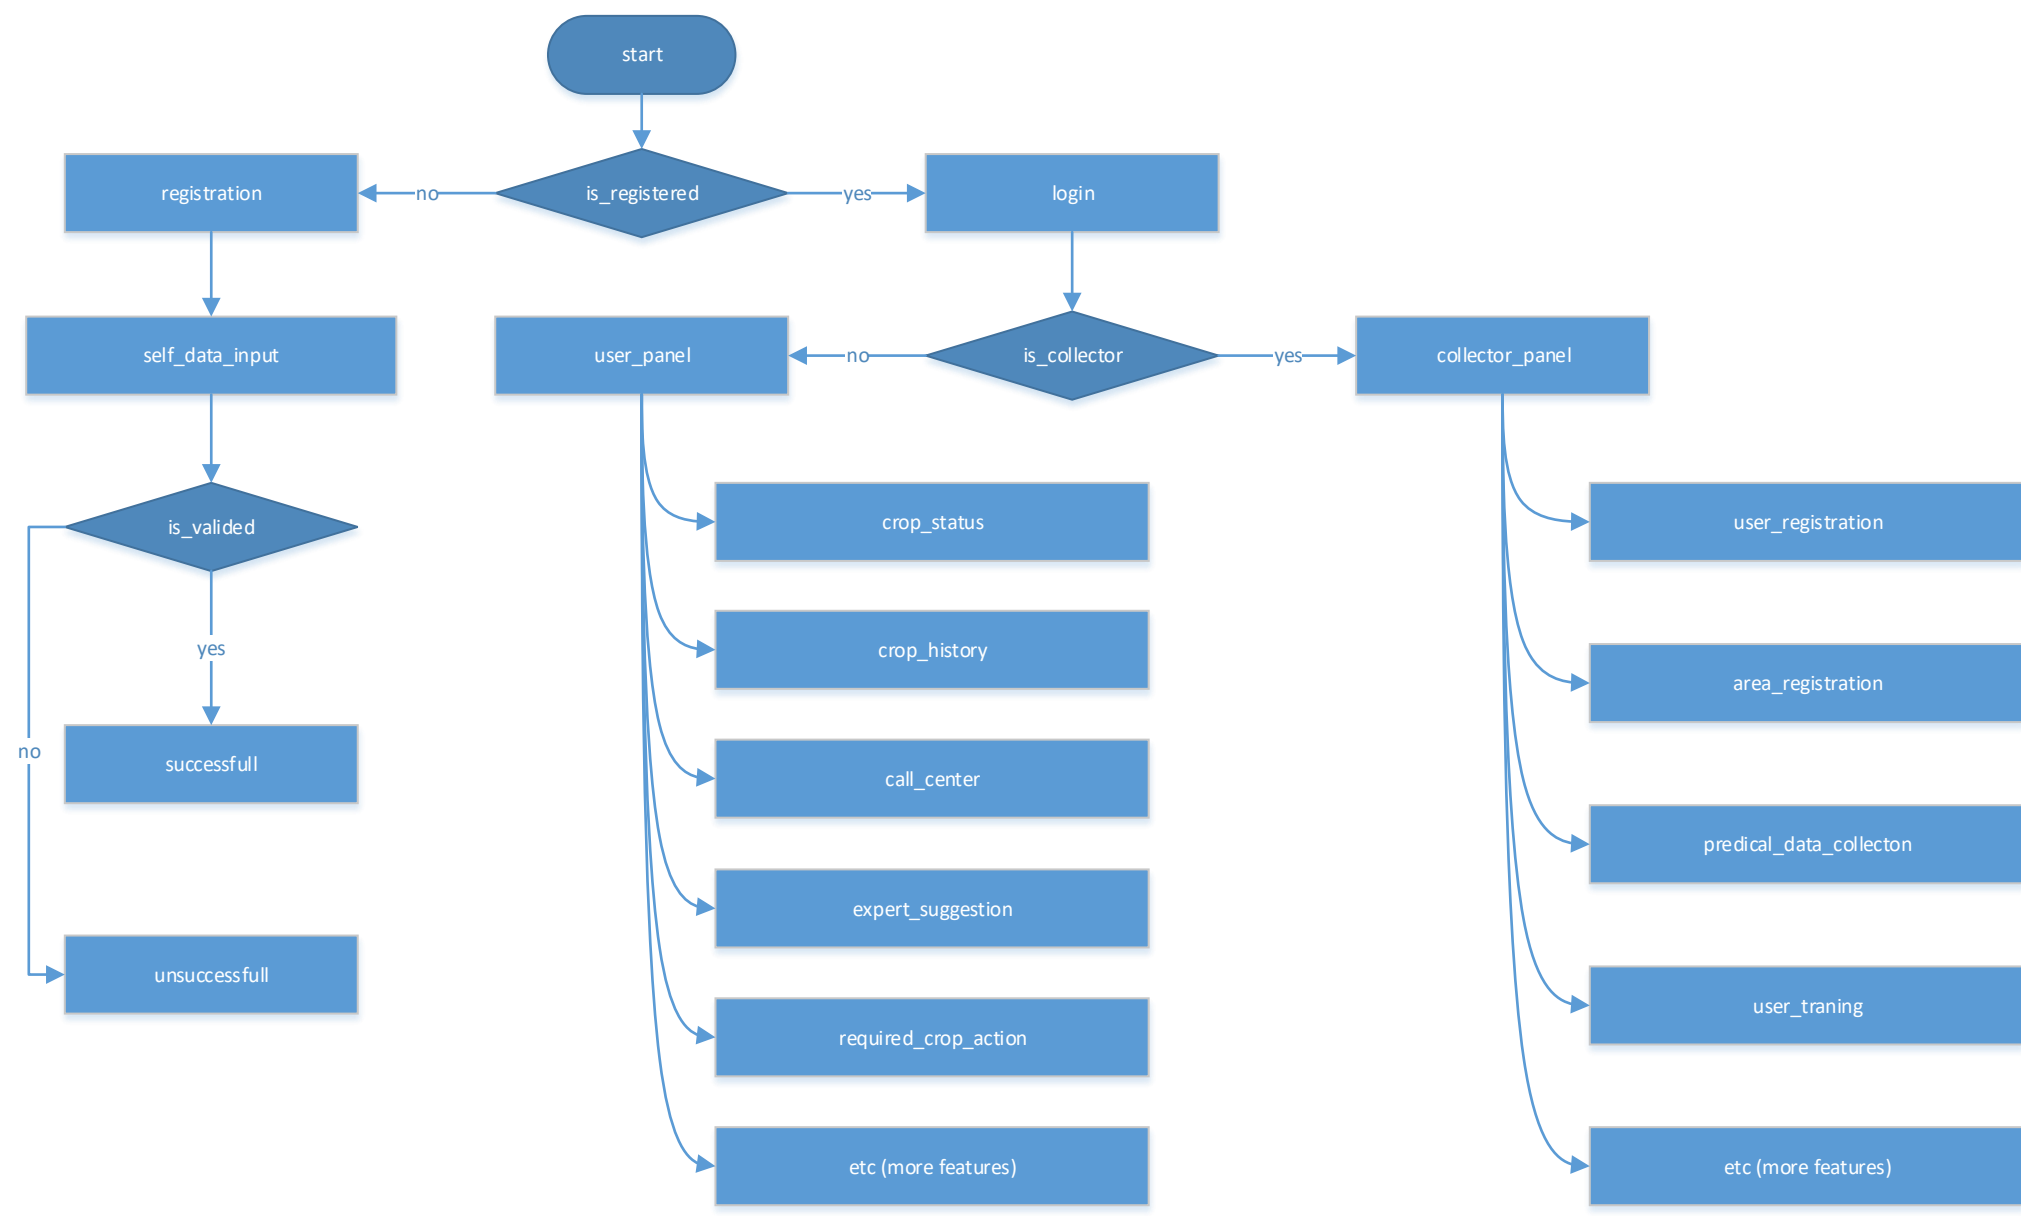 start
registration
no
is_registered
yes
login
self_data_input
user_panel
no
is_collector
yes
collector_panel
is_valided
crop_status
user_registration
yes
crop_history
area_registration
no
successfull
call_center
predical_data_collecton
expert_suggestion
unsuccessfull
user_traning
required_crop_action
etc (more features)
etc (more features)